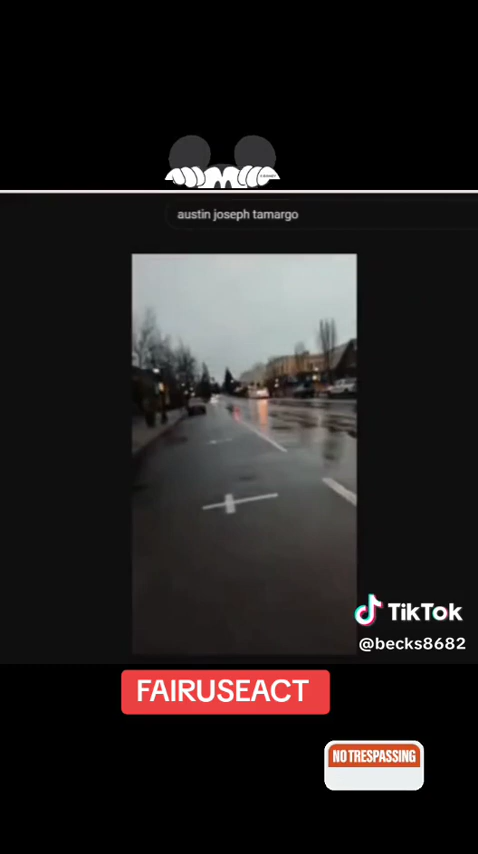 austin joseph tamargo
TikTok
@becks8682
FAIRUSEACT
NO TRESPASSING